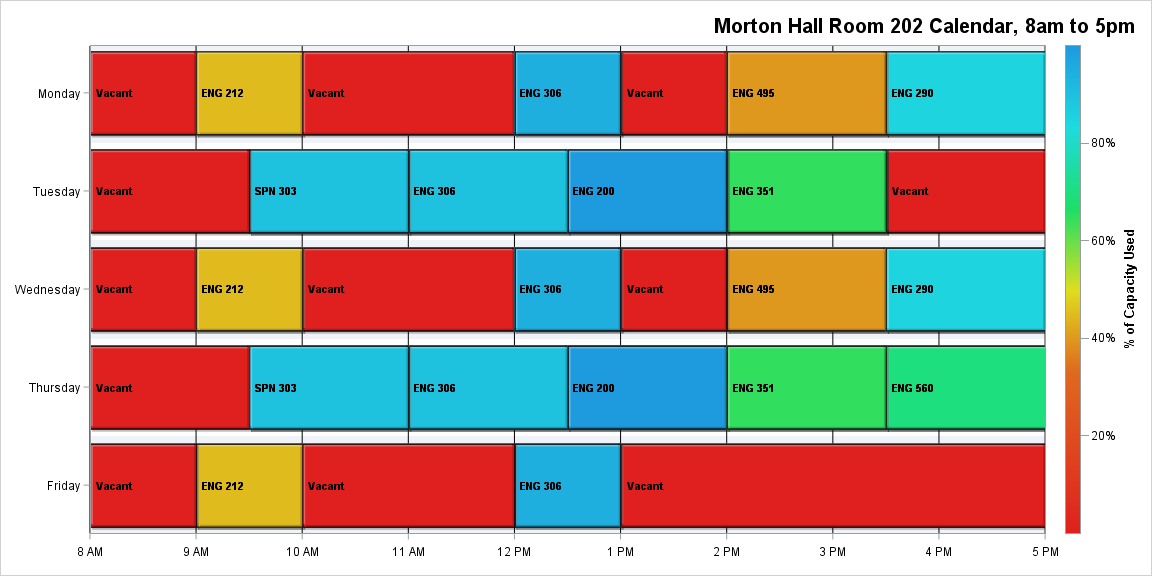 Morton Hall Room 202 Calendar, 8am to 5pm
Monday
Vacant
ENG 212
Vacant
ENG 306
Vacant
ENG 495
ENG 290
Tuesday
Vacant
SPN 303
ENG 306
ENG 200
ENG 351
Vacant
Wednesday
Vacant
ENG 212
Vacant
ENG 306
Vacant
ENG 495
ENG 290
Thursday
Vacant
SPN 303
ENG 306
ENG 200
ENG 351
ENG 560
Friday
Vacant
ENG 212
Vacant
ENG 306
Vacant
8 AM
9 AM
10 AM
11 AM
12 PM
1 PM
2 PM
3 PM
4 PM
5 PM
80%
60%
40%
20%
% of Capacity Used